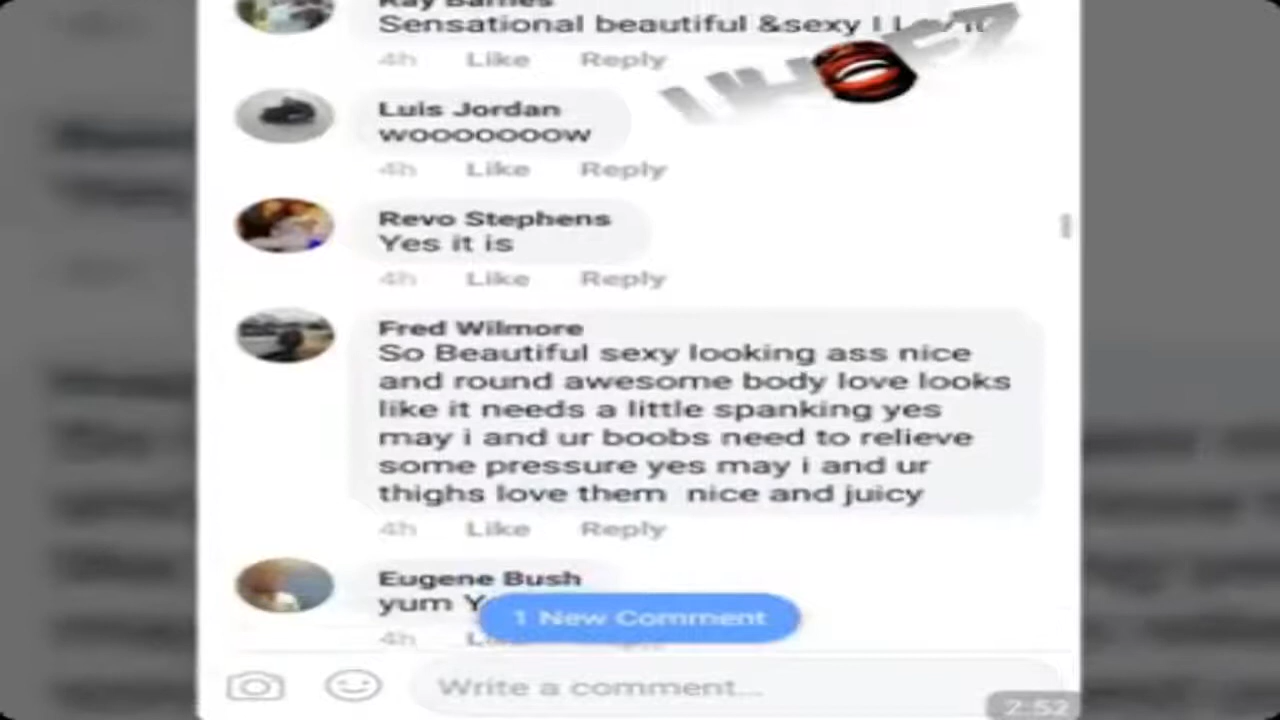 Ray Barnes
Sensational beautiful &sexy I
4h Like Reply
Luis Jordan
wooooooow
4h Like Reply
Revo Stephens
Yes it is
4h Like Reply
Fred Wilmore
So Beautiful sexy looking ass nice
and round awesome body love looks
like it needs a little spanking yes
may i and ur boobs need to relieve
some pressure yes may i and ur
thighs love them nice and juicy
4h Like Reply
Eugene Bush
yum
1 New Comment
4h
Write a comment...
2:52